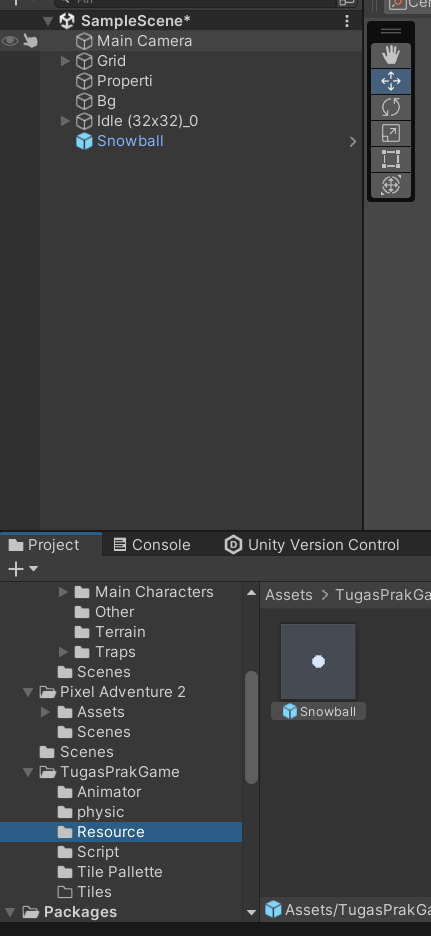 All
SampleScene*
Main Camera
Grid
Properti
Bg
Idle (32x32)_0
Snowball
Project
Console
Unity Version Control
Main Characters
Other
Terrain
Traps
Scenes
Pixel Adventure 2
Assets
Scenes
Scenes
TugasPrakGame
Animator
physic
Resource
Script
Tile Pallette
Tiles
Packages
Assets > TugasPrakGa
Snowball
Assets/TugasPrakGa